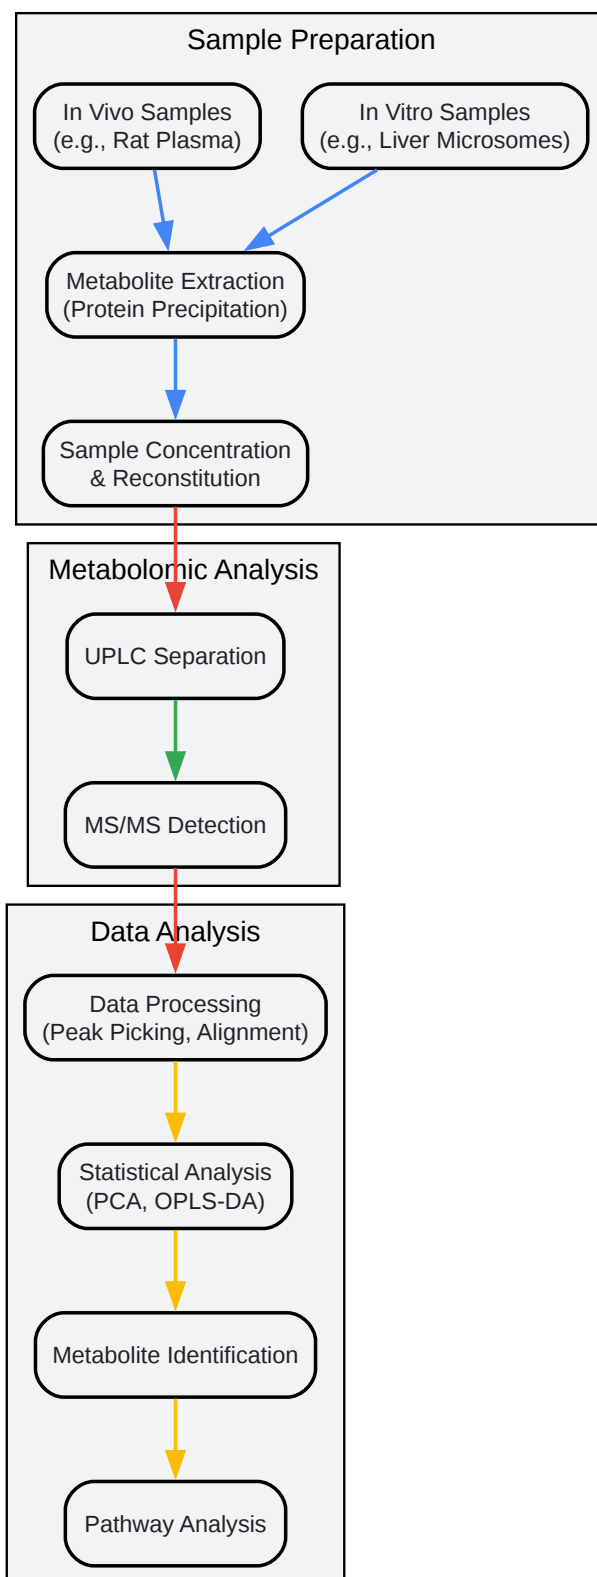 Sample Preparation
In Vivo Samples
(e.g., Rat Plasma)
In Vitro Samples
(e.g., Liver Microsomes)
Metabolite Extraction
(Protein Precipitation)
Sample Concentration
& Reconstitution
Metabolomic Analysis
UPLC Separation
MS/MS Detection
Data Analysis
Data Processing
(Peak Picking, Alignment)
Statistical Analysis
(PCA, OPLS-DA)
Metabolite Identification
Pathway Analysis